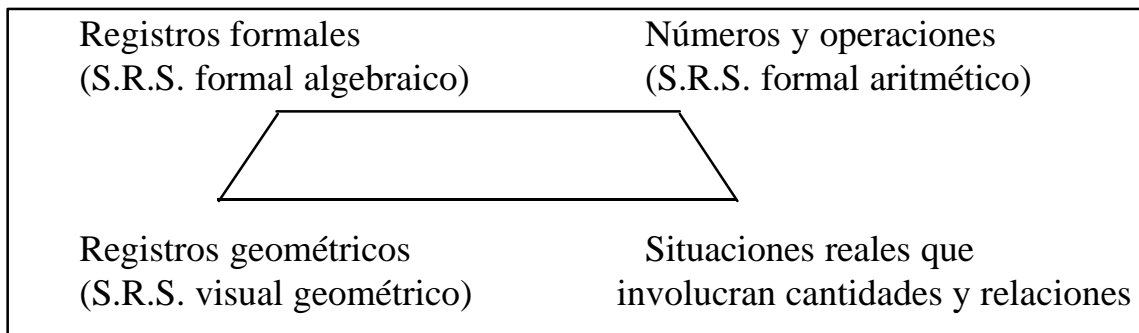 Registros formales
(S.R.S. formal algebraico)
Números y operaciones
(S.R.S. formal aritmético)
Registros geométricos
(S.R.S. visual geométrico)
Situaciones reales que
involucran cantidades y relaciones